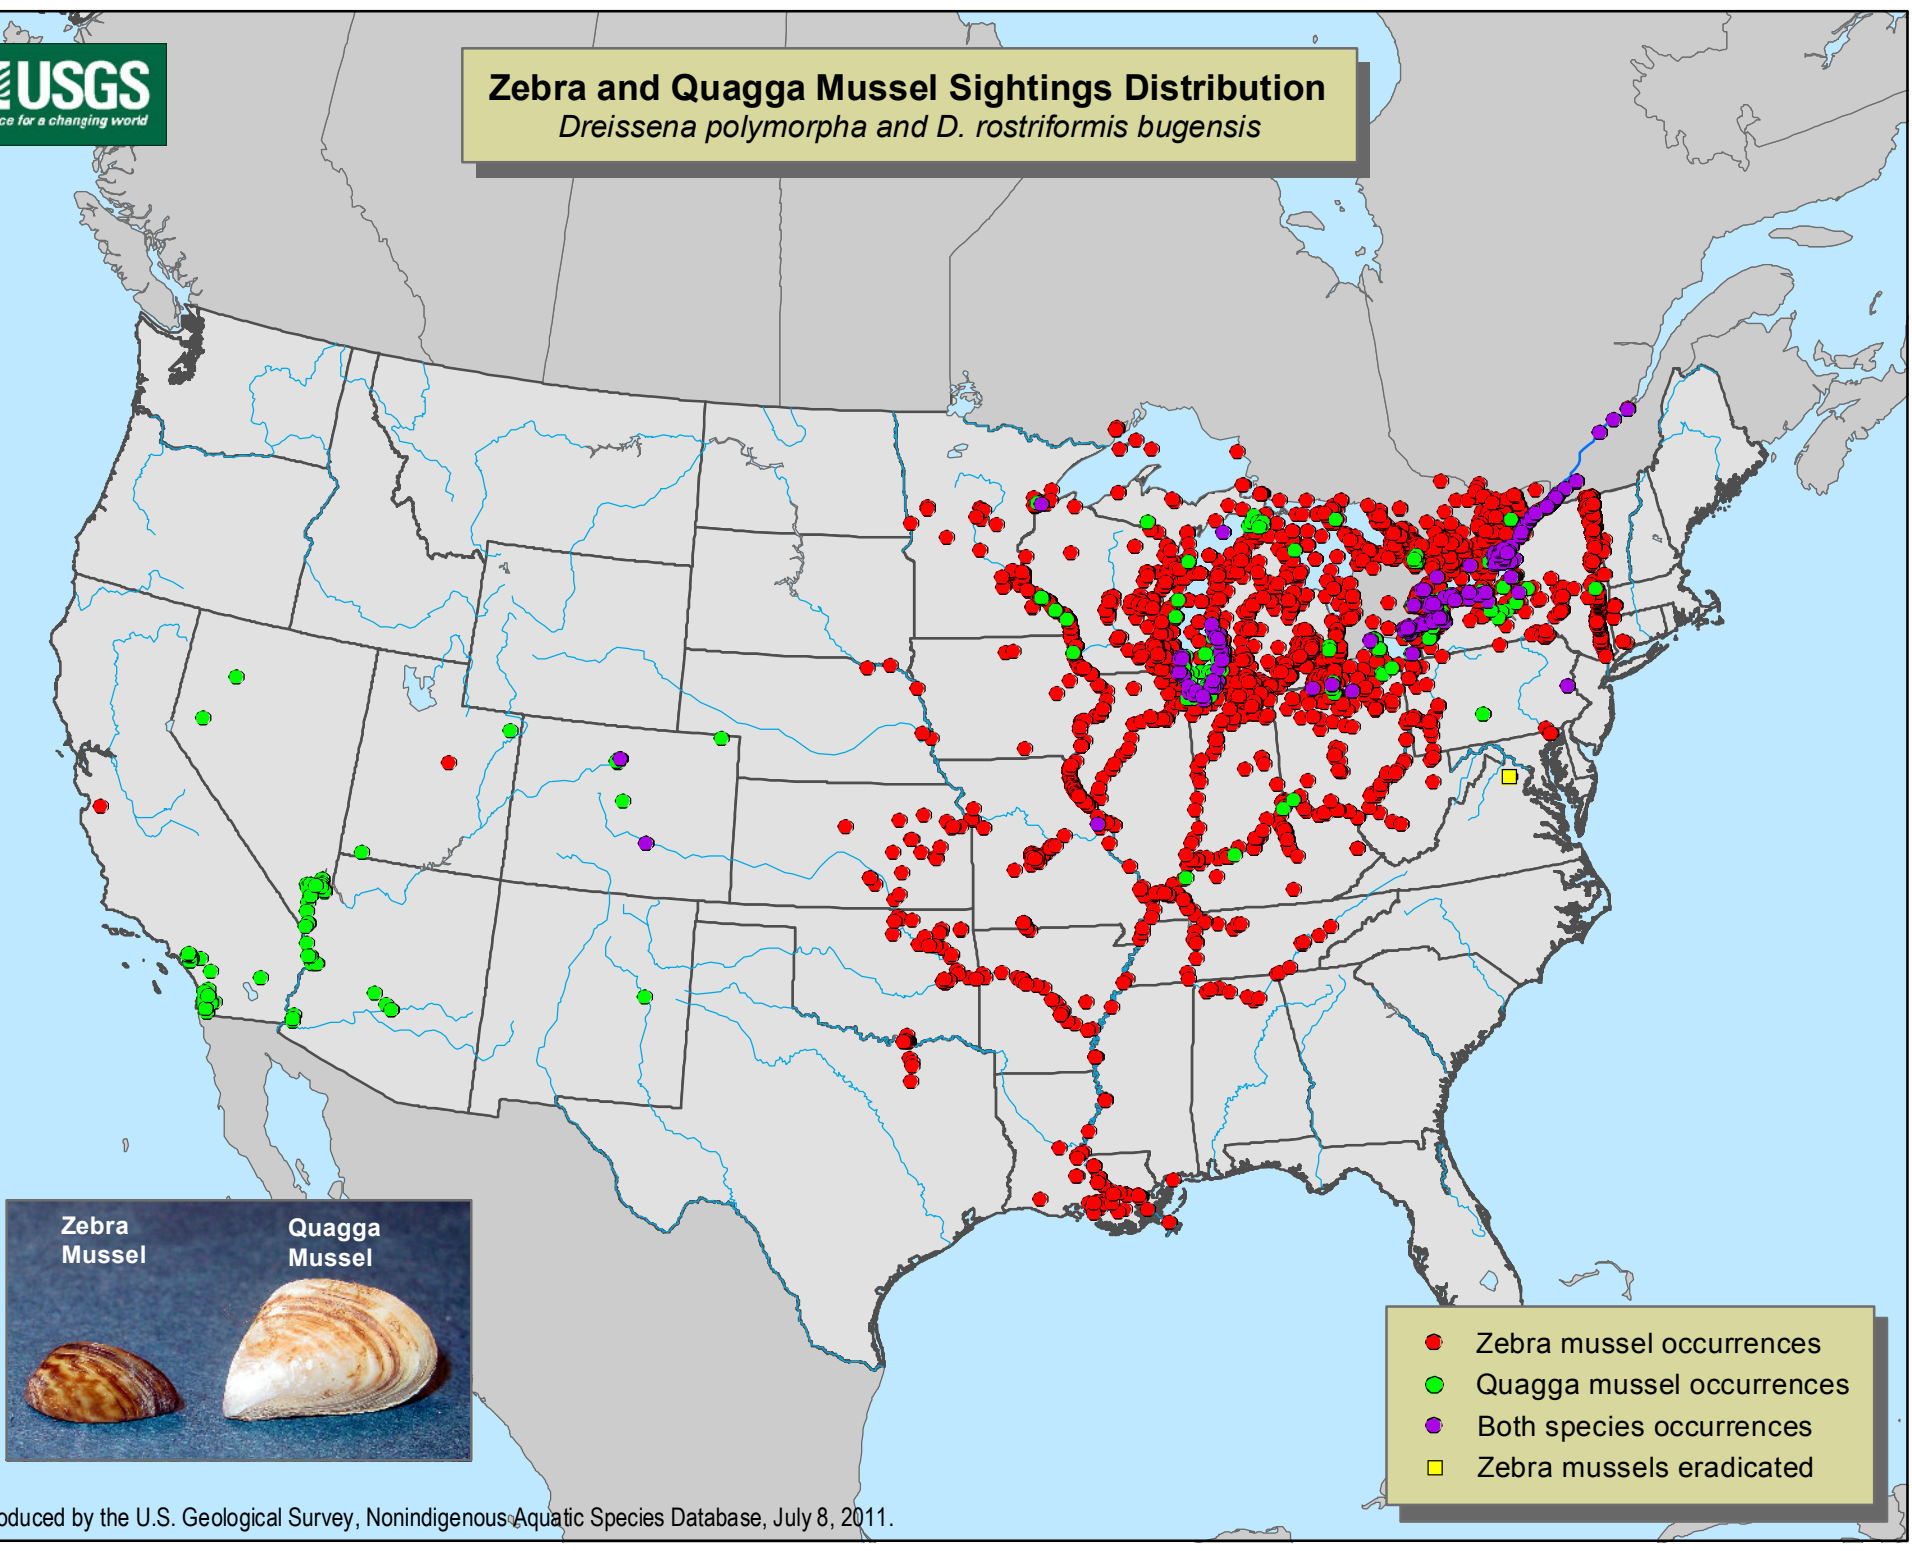 USGS
ce for a changing world
Zebra and Quagga Mussel Sightings Distribution
Dreissena polymorpha and D. rostriformis bugensis
Zebra
Mussel
Quagga
Mussel
Zebra mussel occurrences
Quagga mussel occurrences
Both species occurrences
Zebra mussels eradicated
oduced by the U.S. Geological Survey, Nonindigenous Aquatic Species Database, July 8, 2011.